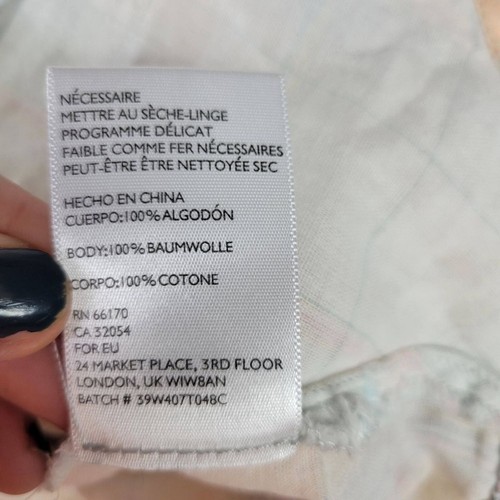 NÉCESSAIRE
METTRE AU SÈCHE-LINGE
PROGRAMME DÉLICAT
FAIBLE COMME FER NÉCESSAIRES
PEUT-ÊTRE ÊTRE NETTOYÉE SEC
HECHO EN CHINA
CUERPO:100% ALGODÓN
BODY:100% BAUMWOLLE
CORPO:100% COTONE
RN 66170
CA 32054
FOR EU
24 MARKET PLACE, 3RD FLOOR
LONDON, UK WIW8AN
BATCH # 39W407T048C